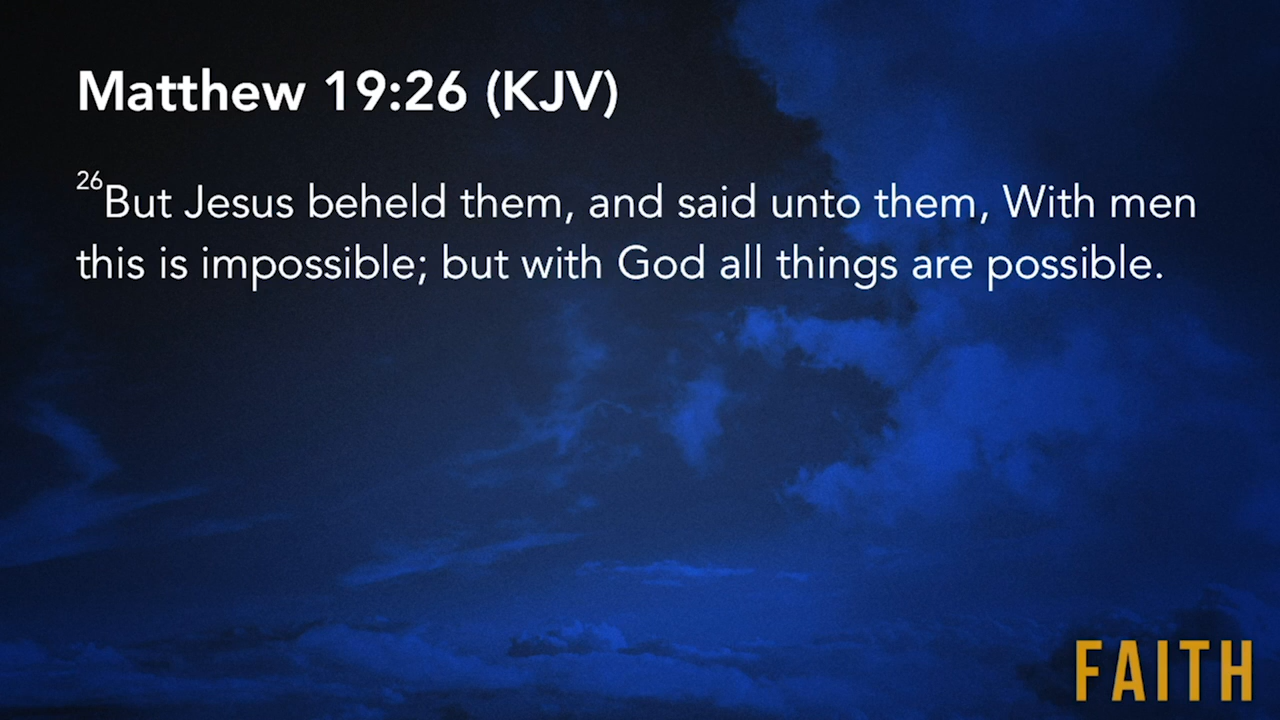 Matthew 19:26 (KJV)
26But Jesus beheld them, and said unto them, With men
this is impossible; but with God all things are possible.
FAITH